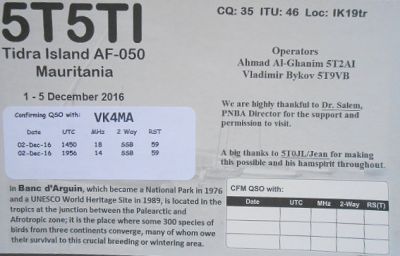 5T5TI
CQ: 35 ITU: 46 Loc: IK19tr
Tidra Island AF-050
Mauritania
1 - 5 December 2016
Operators
Ahmad Al-Ghanim 5T2AI
Vladimir Bykov 5T9VB
Confirming QSO with: VK4MA
Date UTC MHz 2 Way RST
02-Dec-16 1450 18 SSB 59
02-Dec-16 1956 14 SSB 59
We are highly thankful to Dr. Salem,
PNBA Director for the support and
permission to visit.
A big thanks to 5T0JL/Jean for making
this possible and his hamspirit throughout.
In Banc d'Arguin, which became a National Park in 1976
and a UNESCO World Heritage Site in 1989, is located in the
tropics at the junction between the Palearctic and
Afrotropic zone; it is the place where some 300 species of
birds from three continents converge, many of whom owe
their survival to this crucial breeding or wintering area.
CFM QSO with:
Date UTC MHz 2-Way RS(T)